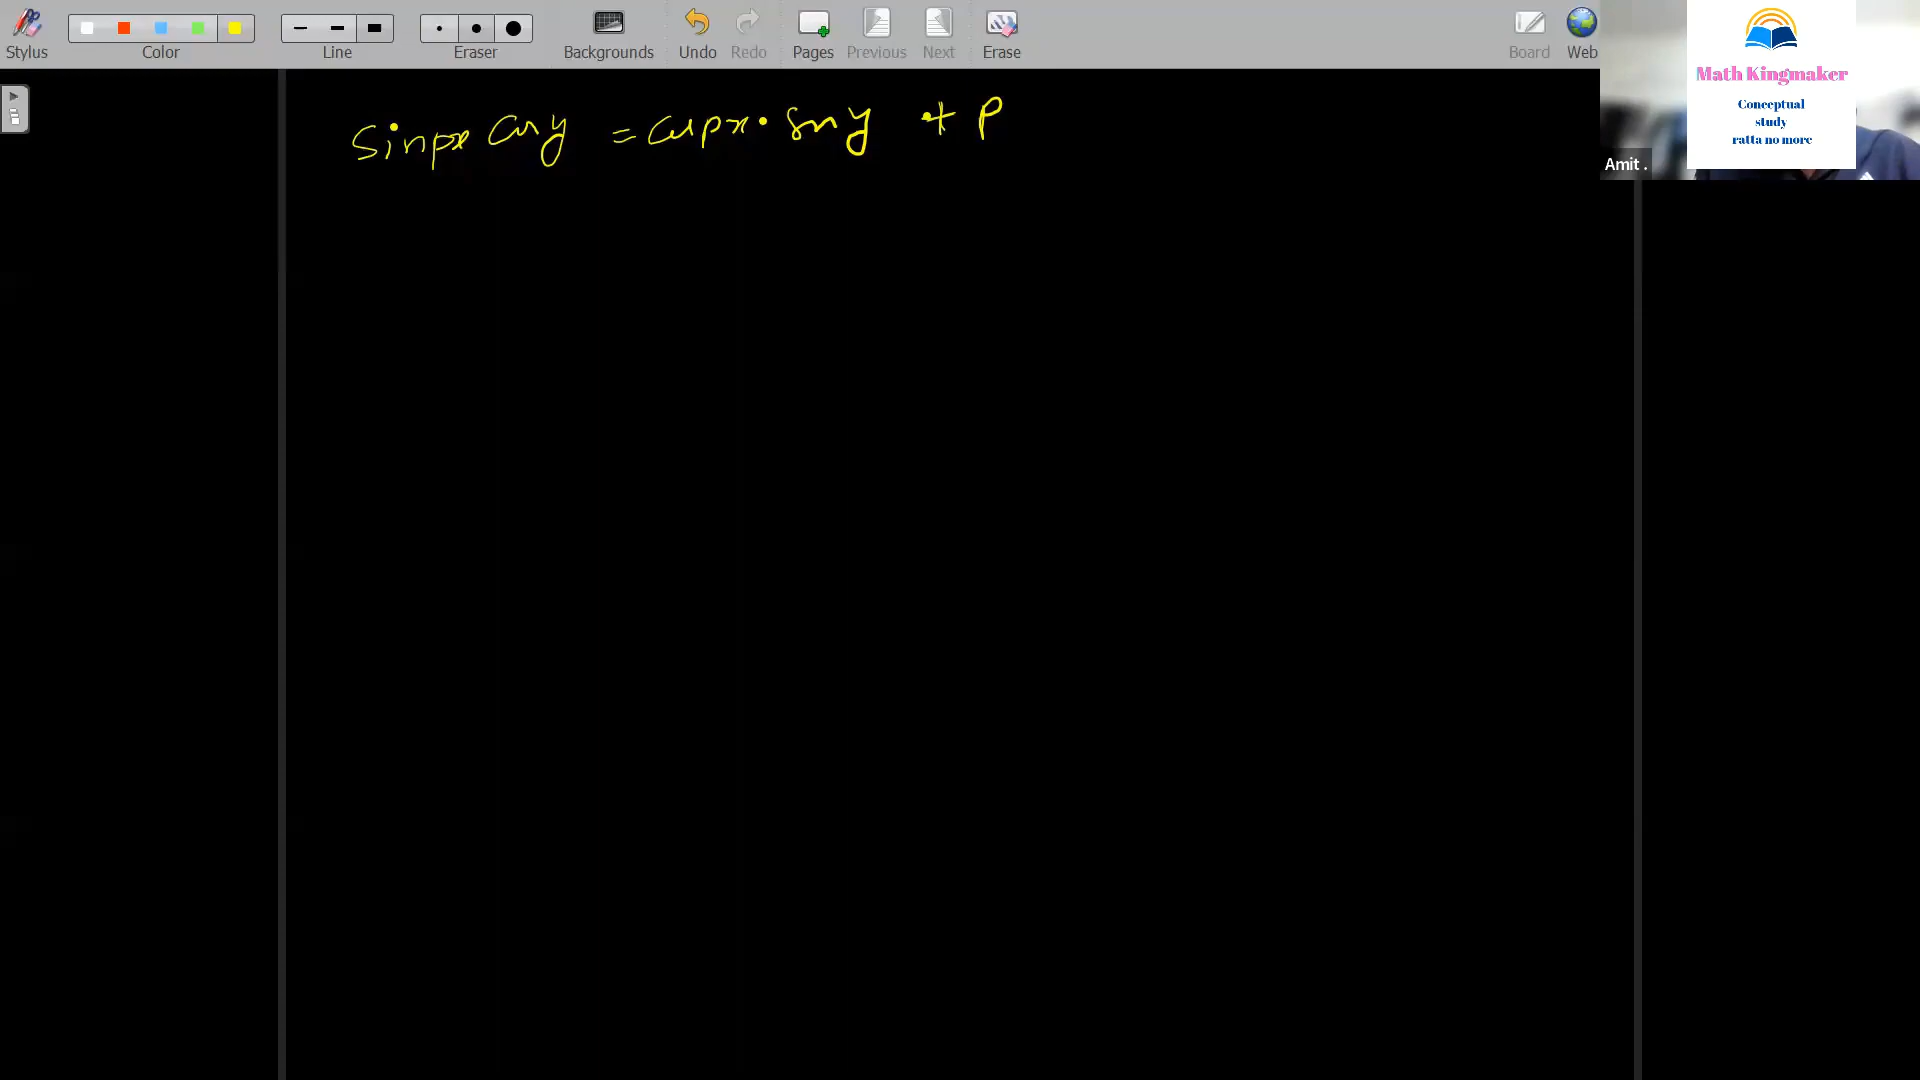 Stylus Color Line Eraser Backgrounds Undo Redo Pages Previous Next Erase Board Web
Math Kingmaker
Conceptual
study
ratta no more
Amit .
sinpx cosy = cospx · siny + P